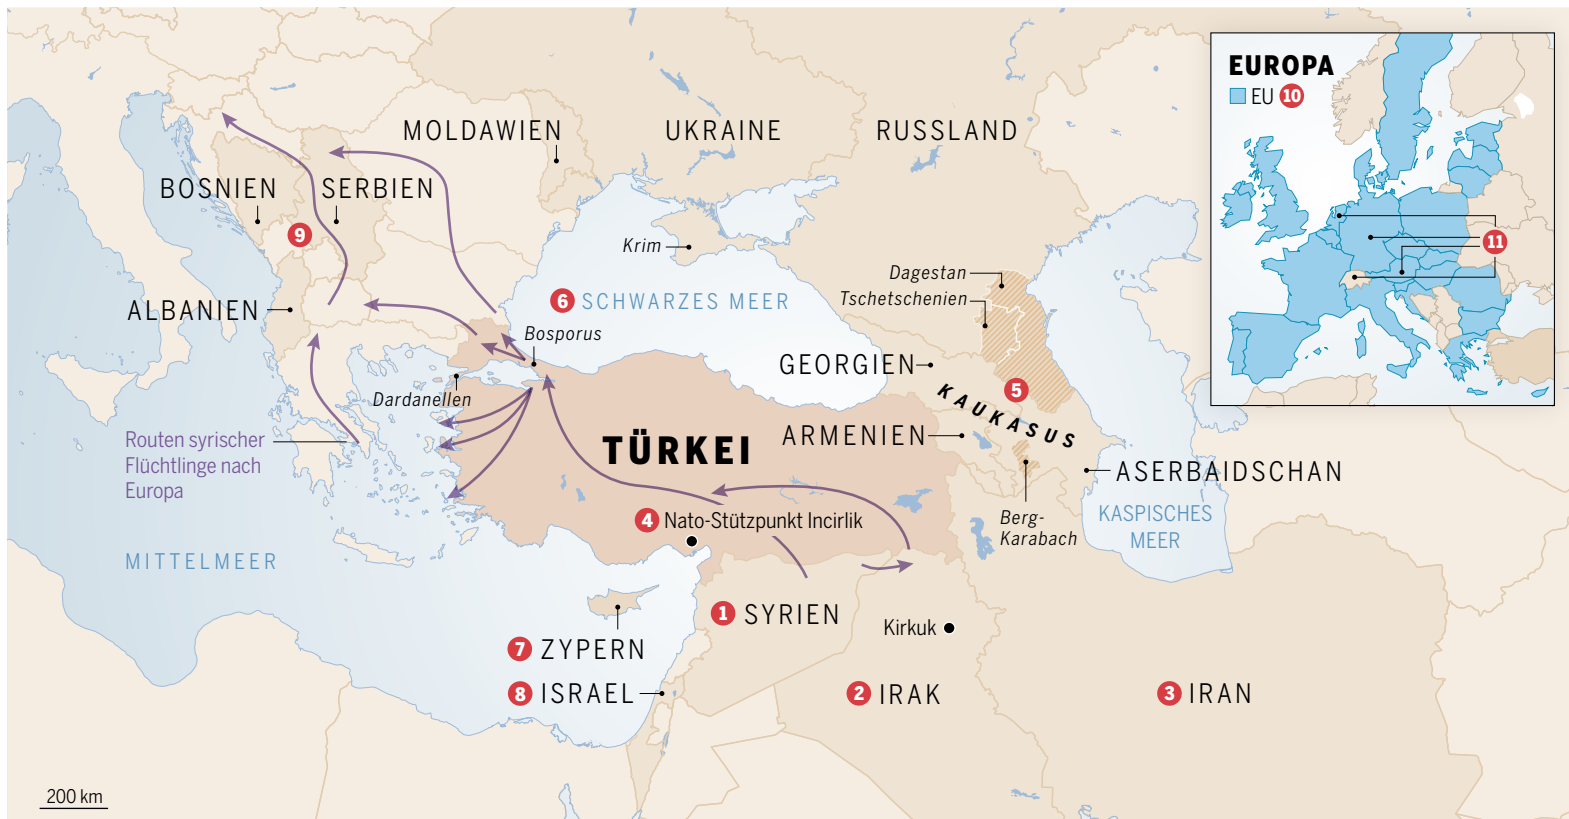 EUROPA
EU 10
11
MOLDAWIEN
UKRAINE
RUSSLAND
BOSNIEN
SERBIEN
9
Krim
Dagestan
Tschetschenien
6 SCHWARZES MEER
ALBANIEN
Bosporus
GEORGIEN
5
KAUKASUS
Dardanellen
Routen syrischer
Flüchtlinge nach
Europa
TÜRKEI
ARMENIEN
ASERBAIDSCHAN
4 Nato-Stützpunkt Incirlik
Berg-
Karabach
KASPISCHES
MEER
MITTELMEER
1 SYRIEN
Kirkuk
7 ZYPERN
8 ISRAEL
2 IRAK
3 IRAN
200 km